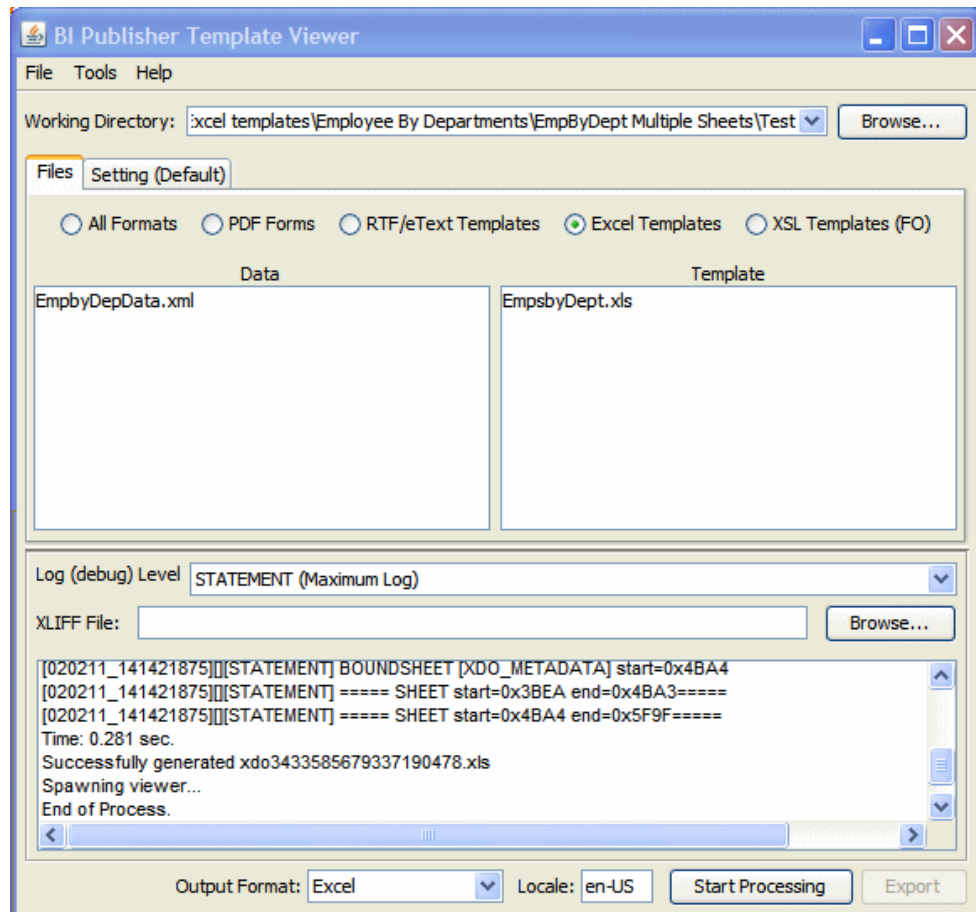 BI Publisher Template Viewer
File Tools Help
Working Directory: :xcel templates\Employee By Departments\EmpByDept Multiple Sheets\Test Browse...
Files Setting (Default)
All Formats PDF Forms RTF/eText Templates Excel Templates XSL Templates (FO)
Data Template
EmpbyDepData.xml EmpsbyDept.xls
Log (debug) Level STATEMENT (Maximum Log)
XLIFF File: Browse...
[020211_141421875][][STATEMENT] BOUNDSHEET [XDO_METADATA] start=0x4BA4
[020211_141421875][][STATEMENT] ===== SHEET start=0x3BEA end=0x4BA3=====
[020211_141421875][][STATEMENT] ===== SHEET start=0x4BA4 end=0x5F9F=====
Time: 0.281 sec.
Successfully generated xdo3433585679337190478.xls
Spawning viewer...
End of Process.
Output Format: Excel Locale: en-US Start Processing Export